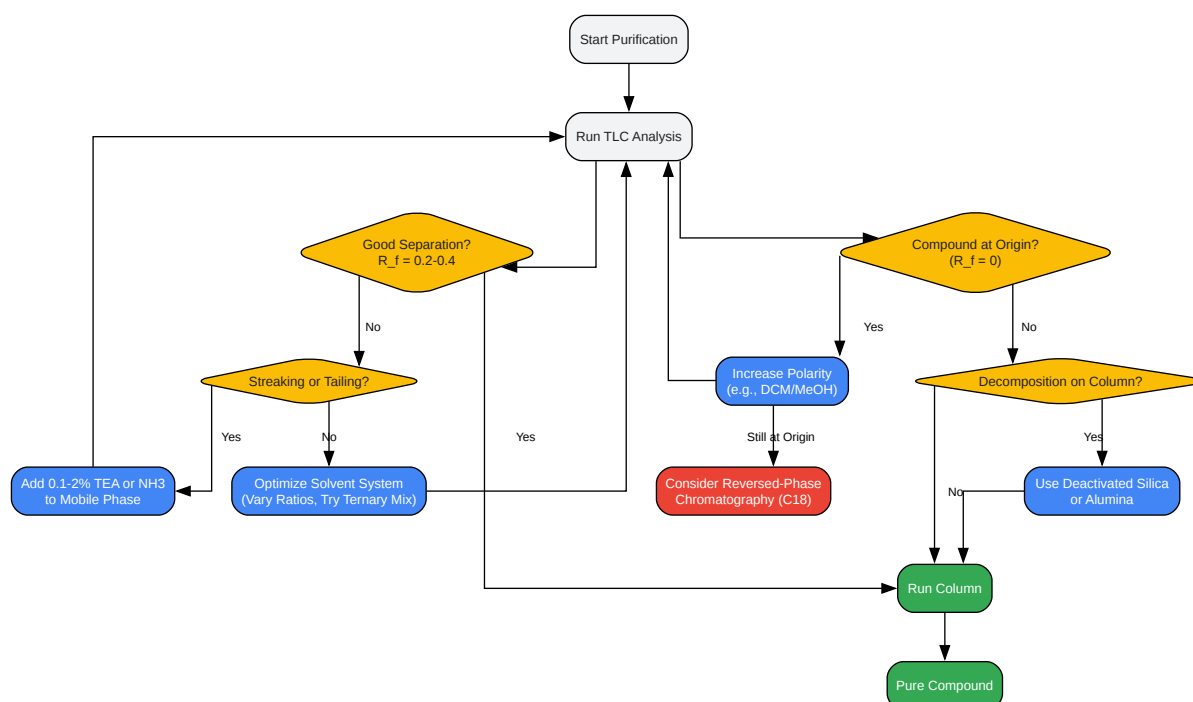 Start Purification
Run TLC Analysis
Good Separation?
R_f = 0.2-0.4
Compound at Origin?
(R_f = 0)
No
Yes
No
Streaking or Tailing?
Increase Polarity
(e.g., DCM/MeOH)
Decomposition on Column?
Yes
No
Yes
Still at Origin
Yes
Add 0.1-2% TEA or NH3
to Mobile Phase
Optimize Solvent System
(Vary Ratios, Try Ternary Mix)
Consider Reversed-Phase
Chromatography (C18)
No
Use Deactivated Silica
or Alumina
Run Column
Pure Compound